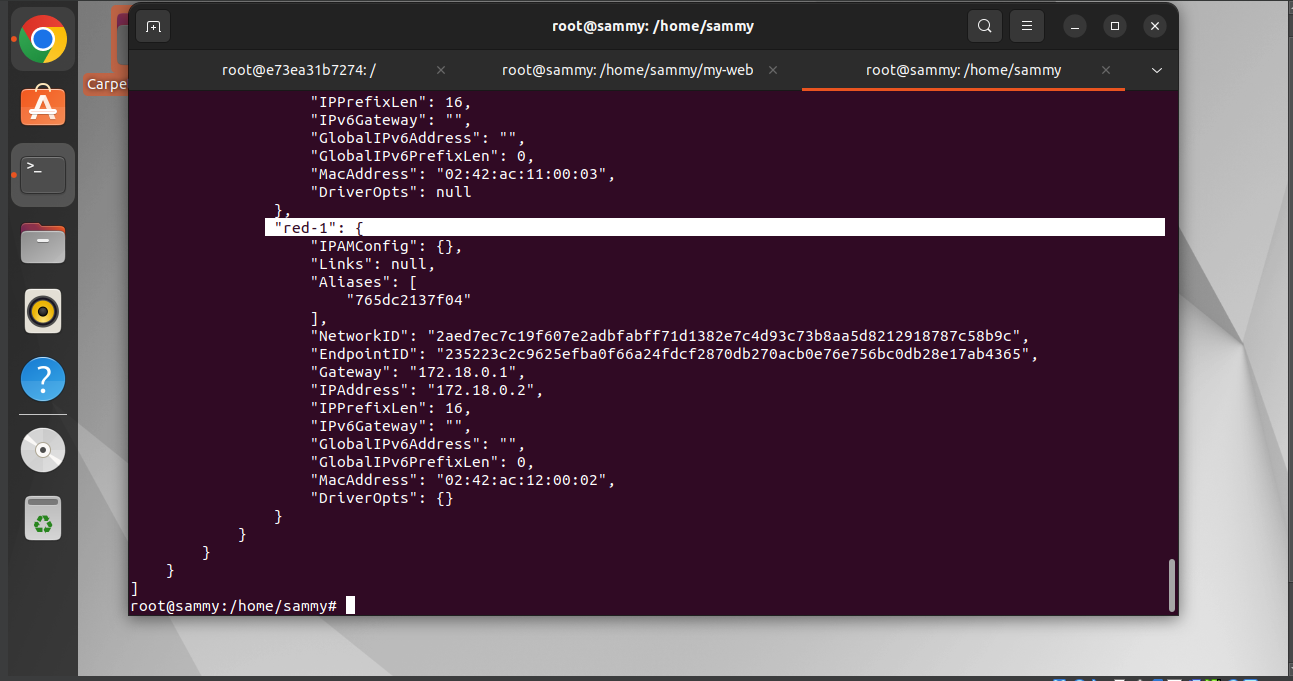 root@sammy: /home/sammy
root@e73ea31b7274: /
root@sammy: /home/sammy/my-web
root@sammy: /home/sammy
Carpe
"IPPrefixLen": 16,
"IPv6Gateway": "",
"GlobalIPv6Address": "",
"GlobalIPv6PrefixLen": 0,
"MacAddress": "02:42:ac:11:00:03",
"DriverOpts": null
},
"red-1": {
"IPAMConfig": {},
"Links": null,
"Aliases": [
"765dc2137f04"
],
"NetworkID": "2aed7ec7c19f607e2adbfabff71d1382e7c4d93c73b8aa5d8212918787c58b9c",
"EndpointID": "235223c2c9625efba0f66a24fdcf2870db270acb0e76e756bc0db28e17ab4365",
"Gateway": "172.18.0.1",
"IPAddress": "172.18.0.2",
"IPPrefixLen": 16,
"IPv6Gateway": "",
"GlobalIPv6Address": "",
"GlobalIPv6PrefixLen": 0,
"MacAddress": "02:42:ac:12:00:02",
"DriverOpts": {}
}
}
}
}
]
root@sammy:/home/sammy#